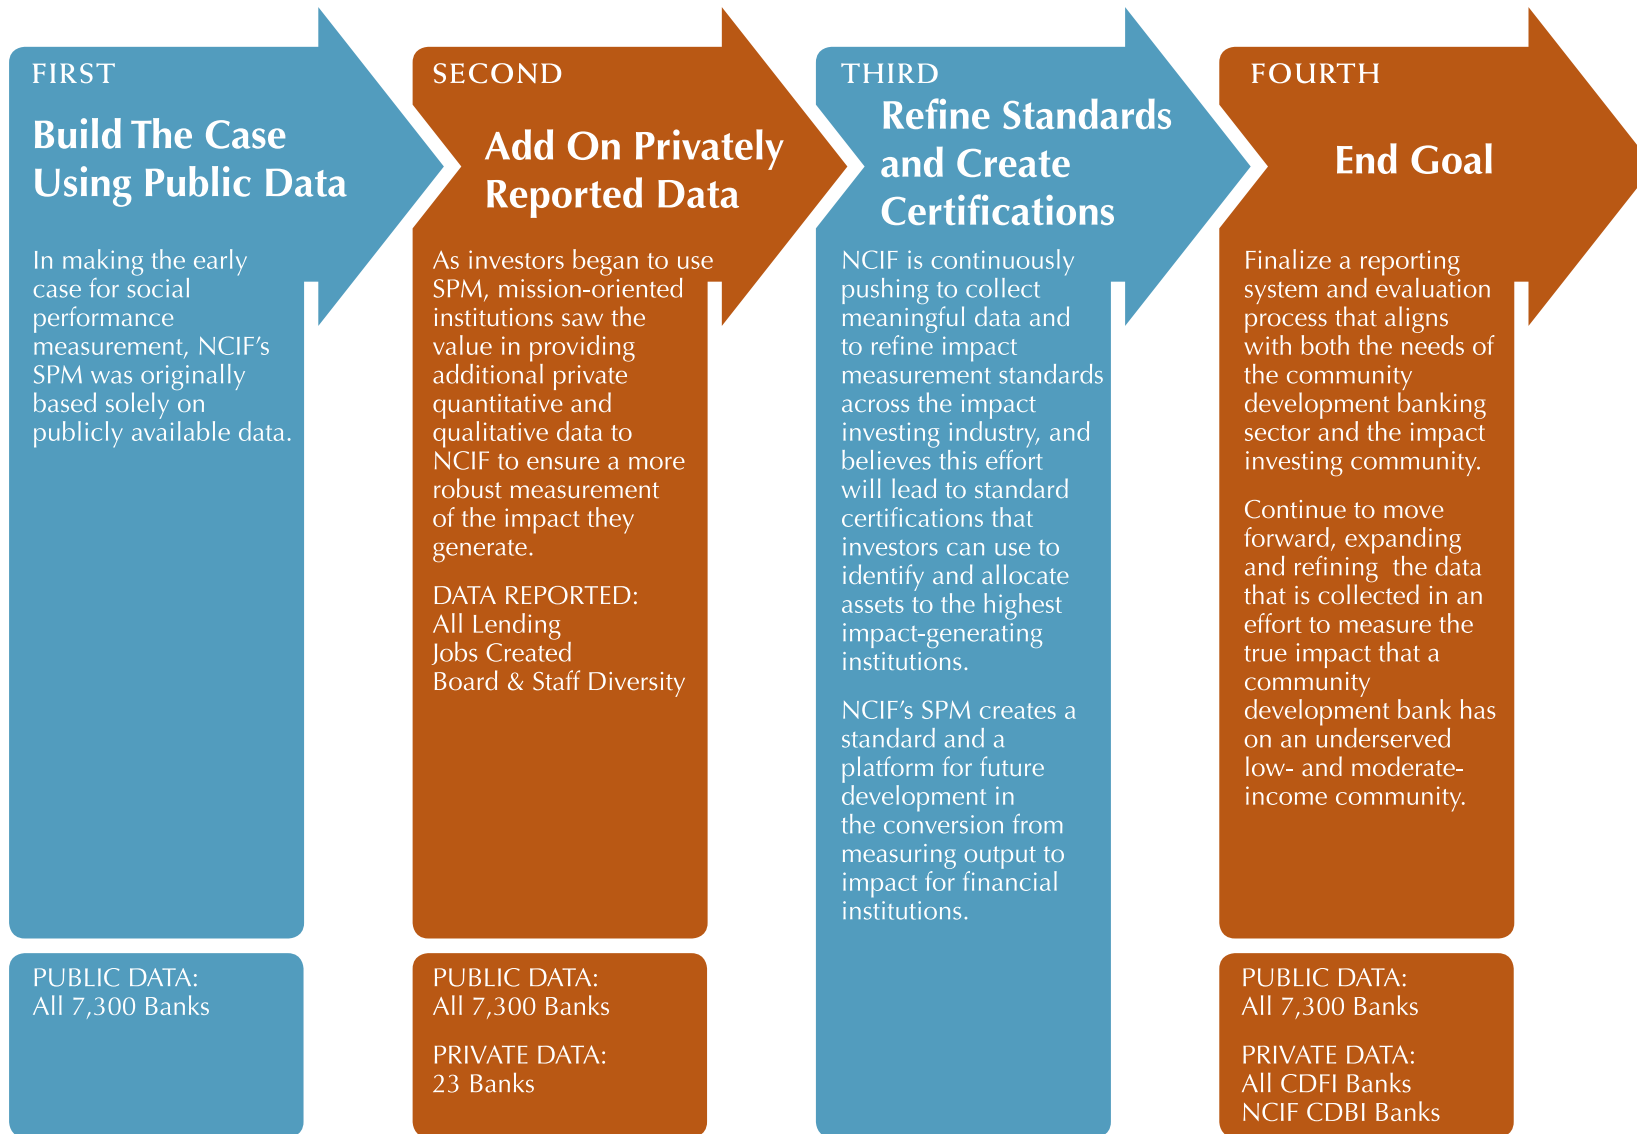 FIRST
Build The Case
Using Public Data
In making the early
case for social
performance
measurement, NCIF’s
SPM was originally
based solely on
publicly available data.
PUBLIC DATA:
All 7,300 Banks
SECOND
Add On Privately
Reported Data
As investors began to use
SPM, mission-oriented
institutions saw the
value in providing
additional private
quantitative and
qualitative data to
NCIF to ensure a more
robust measurement
of the impact they
generate.
DATA REPORTED:
All Lending
Jobs Created
Board & Staff Diversity
PUBLIC DATA:
All 7,300 Banks
PRIVATE DATA:
23 Banks
THIRD
Refine Standards
and Create
Certifications
NCIF is continuously
pushing to collect
meaningful data and
to refine impact
measurement standards
across the impact
investing industry, and
believes this effort
will lead to standard
certifications that
investors can use to
identify and allocate
assets to the highest
impact-generating
institutions.
NCIF’s SPM creates a
standard and a
platform for future
development in
the conversion from
measuring output to
impact for financial
institutions.
FOURTH
End Goal
Finalize a reporting
system and evaluation
process that aligns
with both the needs of
the community
development banking
sector and the impact
investing community.
Continue to move
forward, expanding
and refining the data
that is collected in an
effort to measure the
true impact that a
community
development bank has
on an underserved
low- and moderate-
income community.
PUBLIC DATA:
All 7,300 Banks
PRIVATE DATA:
All CDFI Banks
NCIF CDBI Banks